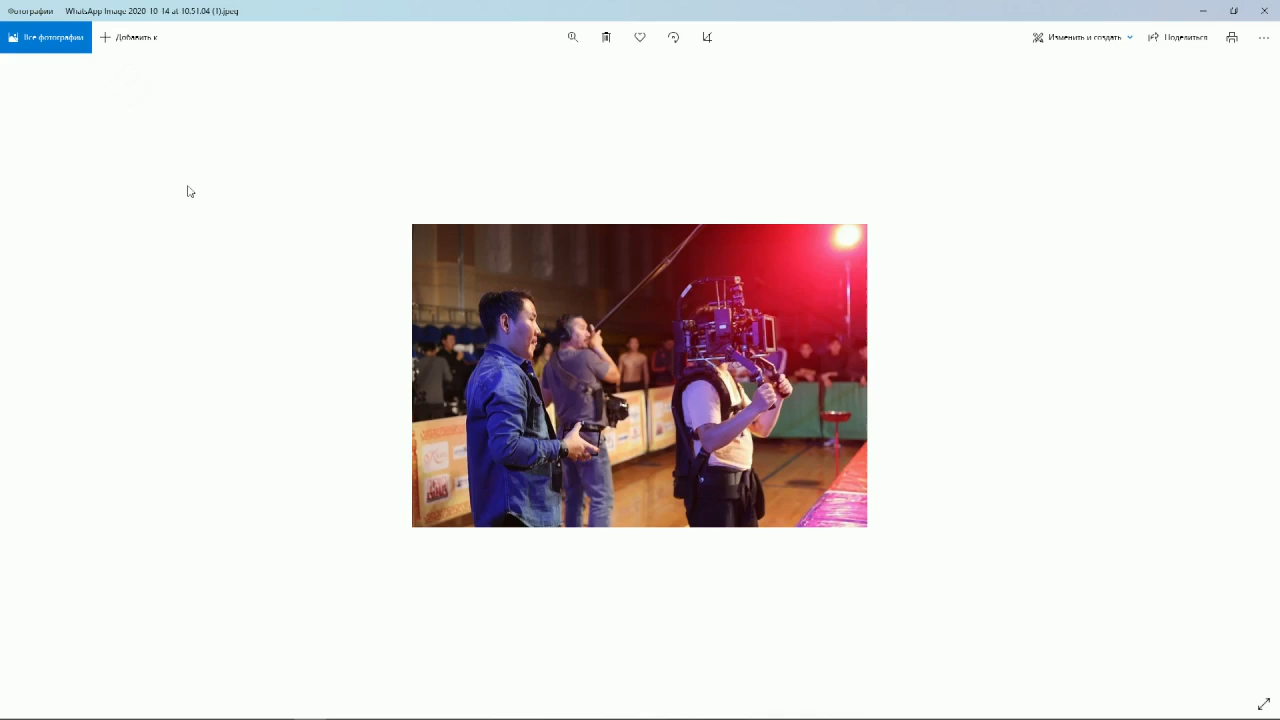 Фотографии WhatsApp Image 2020-10-14 at 10.51.04 (1).jpeg
Все фотографии Добавить к Изменить и создать Поделиться